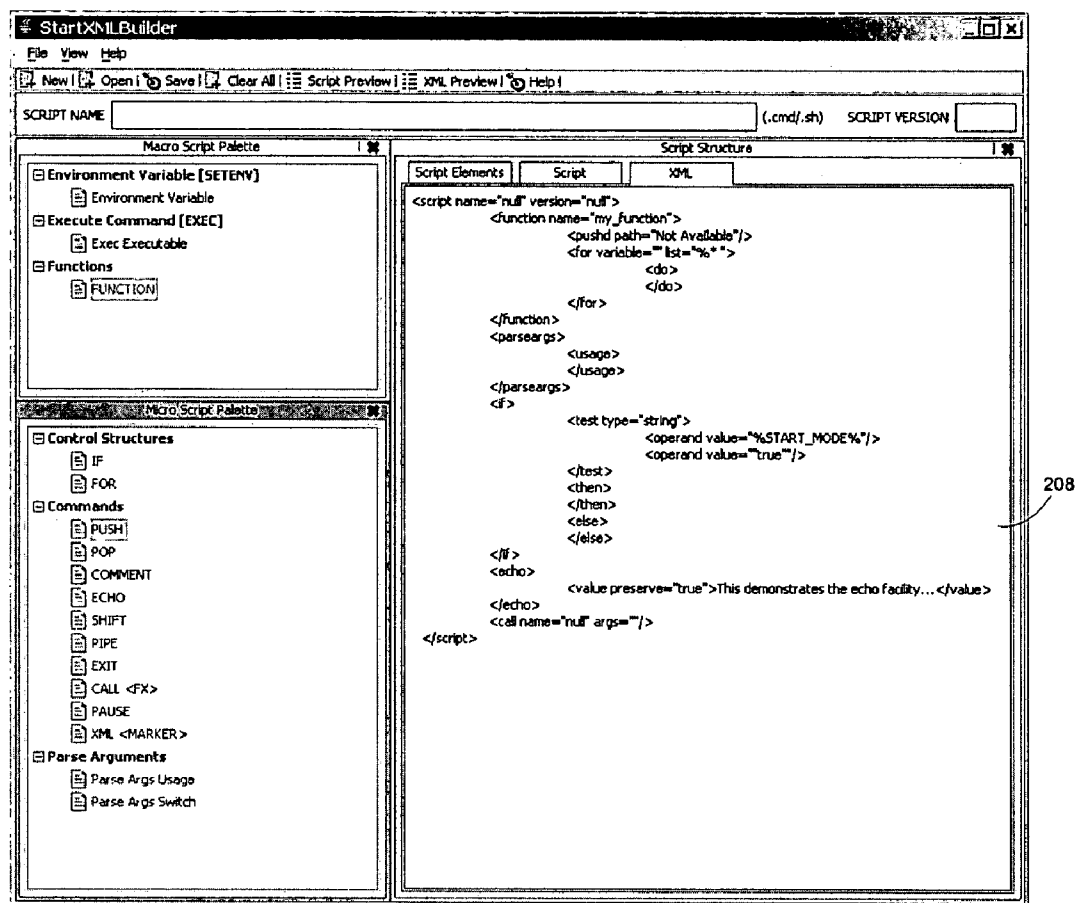 StartXMLBuilder
File View Help
New Open Save Clear All Script Preview XML Preview Help
SCRIPT NAME (.cmd/.sh) SCRIPT VERSION
Macro Script Palette
Environment Variable [SETENV]
Environment Variable
Execute Command [EXEC]
Exec Executable
Functions
FUNCTION
Micro Script Palette
Control Structures
IF
FOR
Commands
PUSH
POP
COMMENT
ECHO
SHIFT
PIPE
EXIT
CALL <FX>
PAUSE
XML <MARKER>
Parse Arguments
Parse Args Usage
Parse Args Switch
Script Structure
Script Elements Script XML
<script name="null" version="null">
<function name="my_function">
<pushd path="Not Available"/>
<for variable="" list="%* ">
<do>
</do>
</for>
</function>
<parseargs>
<usage>
</usage>
</parseargs>
<if>
<test type="string">
<operand value="%START_MODE%"/>
<operand value=""true""/>
</test>
<then>
</then>
<else>
</else>
</if>
<echo>
<value preserve="true">This demonstrates the echo facility...</value>
</echo>
<call name="null" args=""/>
</script>
208